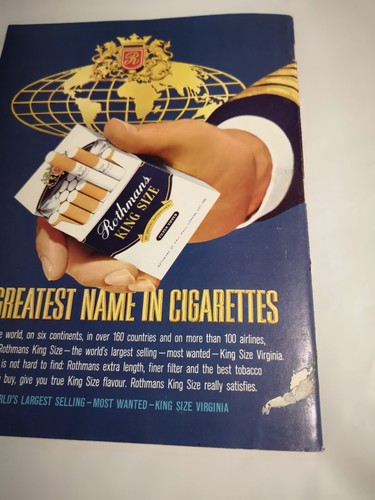 R
Rothmans
KING SIZE
GREATEST NAME IN CIGARETTES
world, on six continents, in over 160 countries and on more than 100 airlines,
Rothmans King Size—the world's largest selling—most wanted—King Size Virginia.
is not hard to find: Rothmans extra length, finer filter and the best tobacco
buy, give you true King Size flavour. Rothmans King Size really satisfies.
LARGEST SELLING—MOST WANTED—KING SIZE VIRGINIA